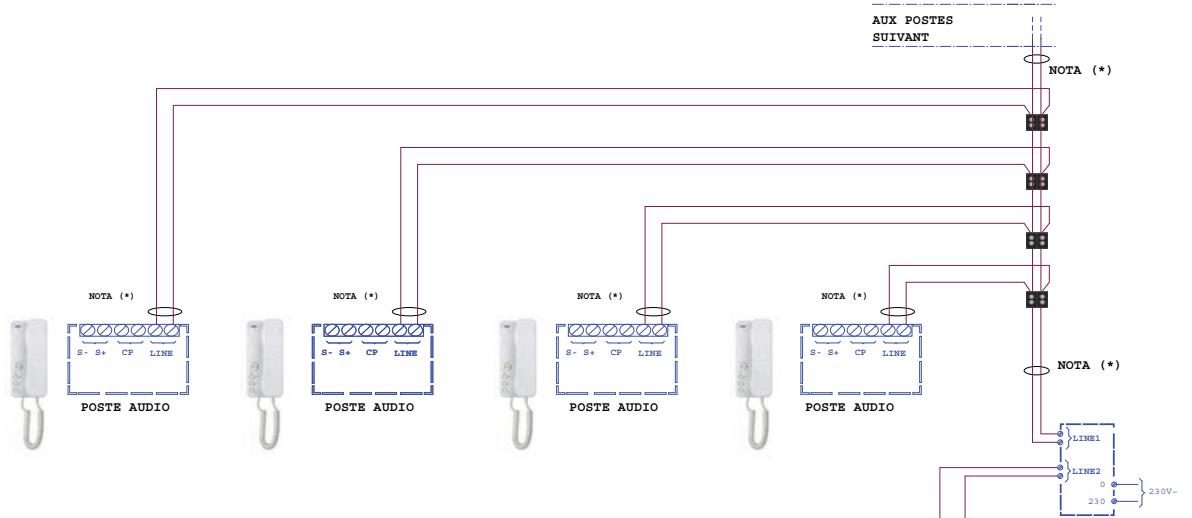 AUX POSTES
SUIVANT
NOTA (*)
NOTA (*)
NOTA (*)
NOTA (*)
NOTA (*)
S- S+ CP LINE
S- S+ CP LINE
S- S+ CP LINE
S- S+ CP LINE
NOTA (*)
POSTE AUDIO
POSTE AUDIO
POSTE AUDIO
POSTE AUDIO
LINE1
LINE2
0
230
230V~